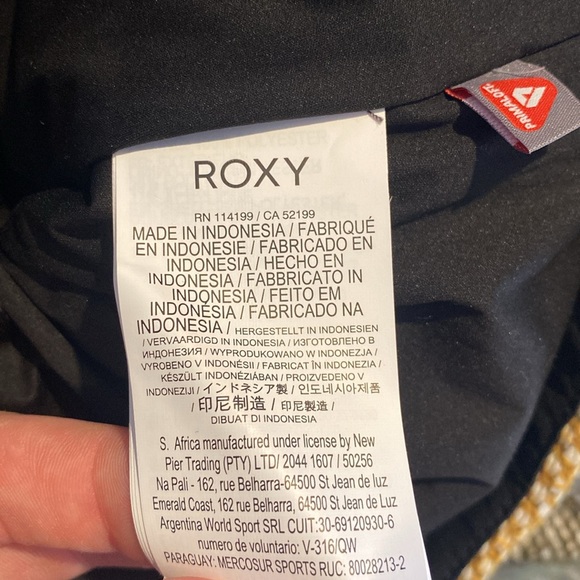 ROXY
RN 114199 / CA 52199
MADE IN INDONESIA / FABRIQUÉ
EN INDONESIE / FABRICADO EN
INDONESIA / HECHO EN
INDONESIA / FABBRICATO IN
INDONESIA / FEITO EM
INDONÉSIA / FABRICADO NA
INDONESIA / HERGESTELLT IN INDONESIEN
/ VERVAARDIGD IN INDONESIA / ИЗГОТОВЛЕНО В
ИНДОНЕЗИЯ / WYPRODUKOWANO W INDONEZJA /
VYROBENO V INDONÉSII / FABRICAT ÎN INDONEZIA /
KÉSZÜLT INDONÉZIÁBAN / PROIZVEDENO V
INDONEZIJI / インドネシア製 / 인도네시아제품
/ 印尼制造 / 印尼製造 /
DIBUAT DI INDONESIA
S. Africa manufactured under license by New
Pier Trading (PTY) LTD/ 2044 1607 / 50256
Na Pali - 162, rue Belharra-64500 St Jean de luz
Emerald Coast, 162 rue Belharra, 64500 St Jean de Luz
Argentina World Sport SRL CUIT:30-69120930-6
numero de voluntario: V-316/QW
PARAGUAY: MERCOSUR SPORTS RUC: 80028213-2
PRIMALOFT